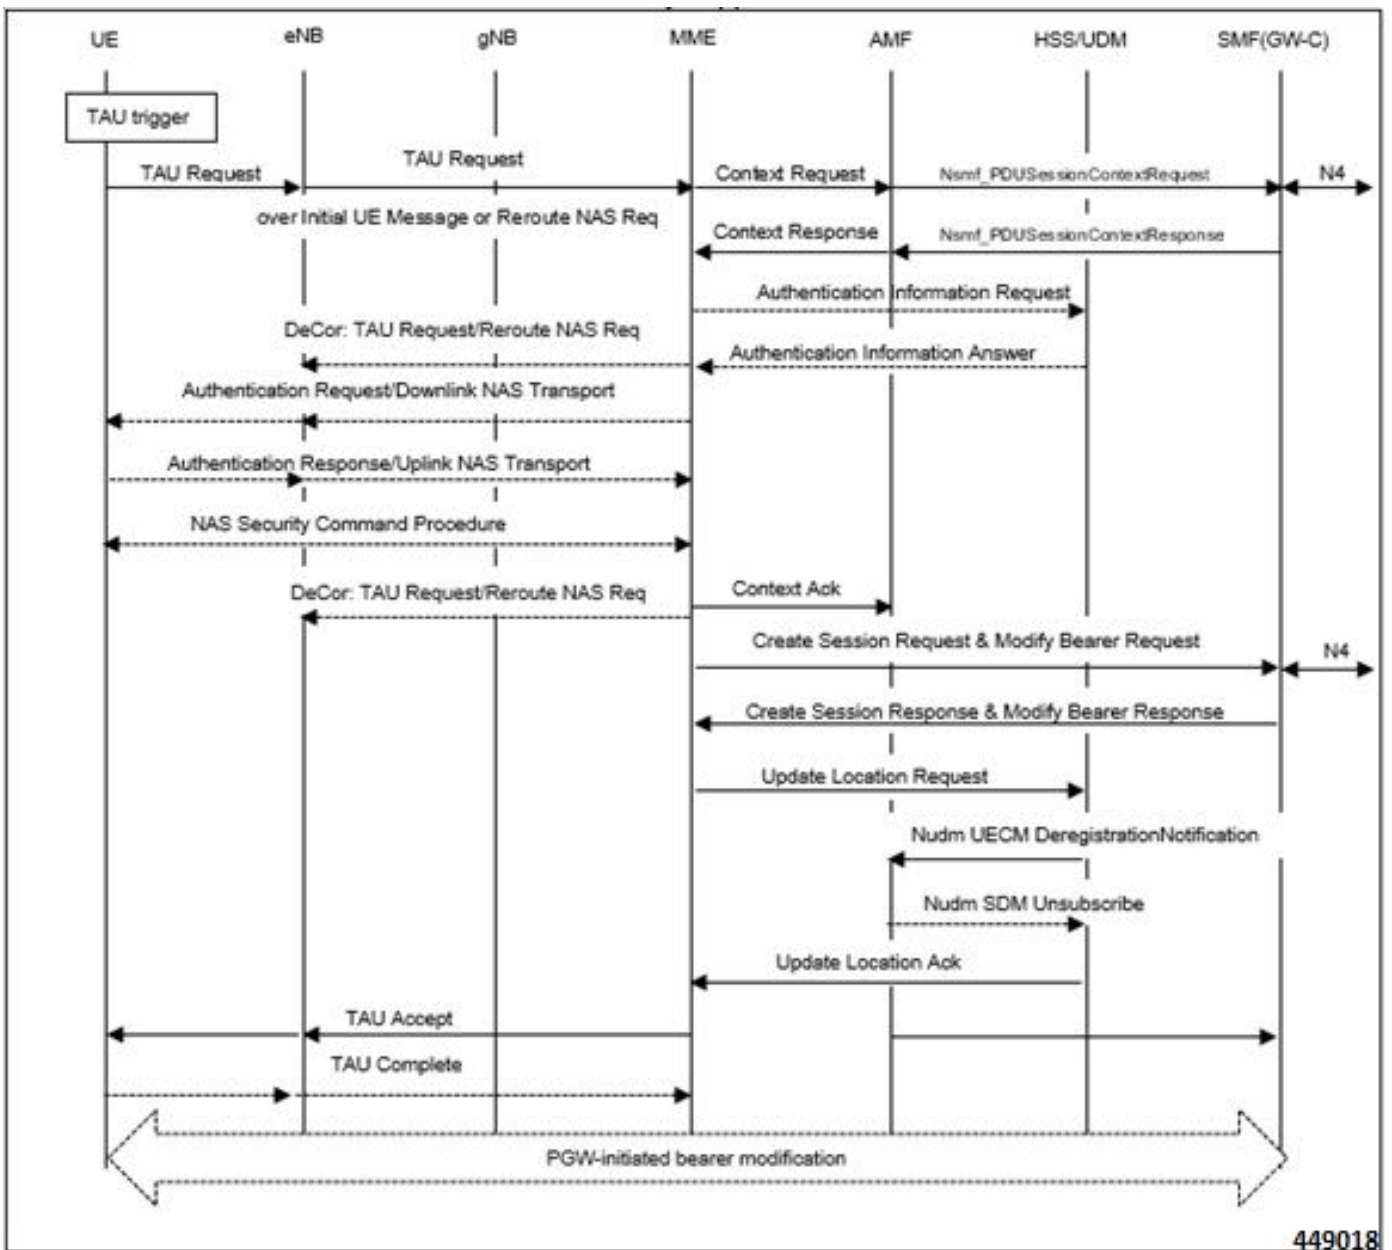 UE eNB gNB MME AMF HSS/UDM SMF(GW-C)
TAU trigger
TAU Request
TAU Request
Context Request
Nsmf_PDUSessionContextRequest
N4
over Initial UE Message or Reroute NAS Req
Context Response
Nsmf_PDUSessionContextResponse
Authentication Information Request
DeCor: TAU Request/Reroute NAS Req
Authentication Information Answer
Authentication Request/Downlink NAS Transport
Authentication Response/Uplink NAS Transport
NAS Security Command Procedure
DeCor: TAU Request/Reroute NAS Req
Context Ack
Create Session Request & Modify Bearer Request
N4
Create Session Response & Modify Bearer Response
Update Location Request
Nudm UECM DeregistrationNotification
Nudm SDM Unsubscribe
Update Location Ack
TAU Accept
TAU Complete
PGW-initiated bearer modification
449018